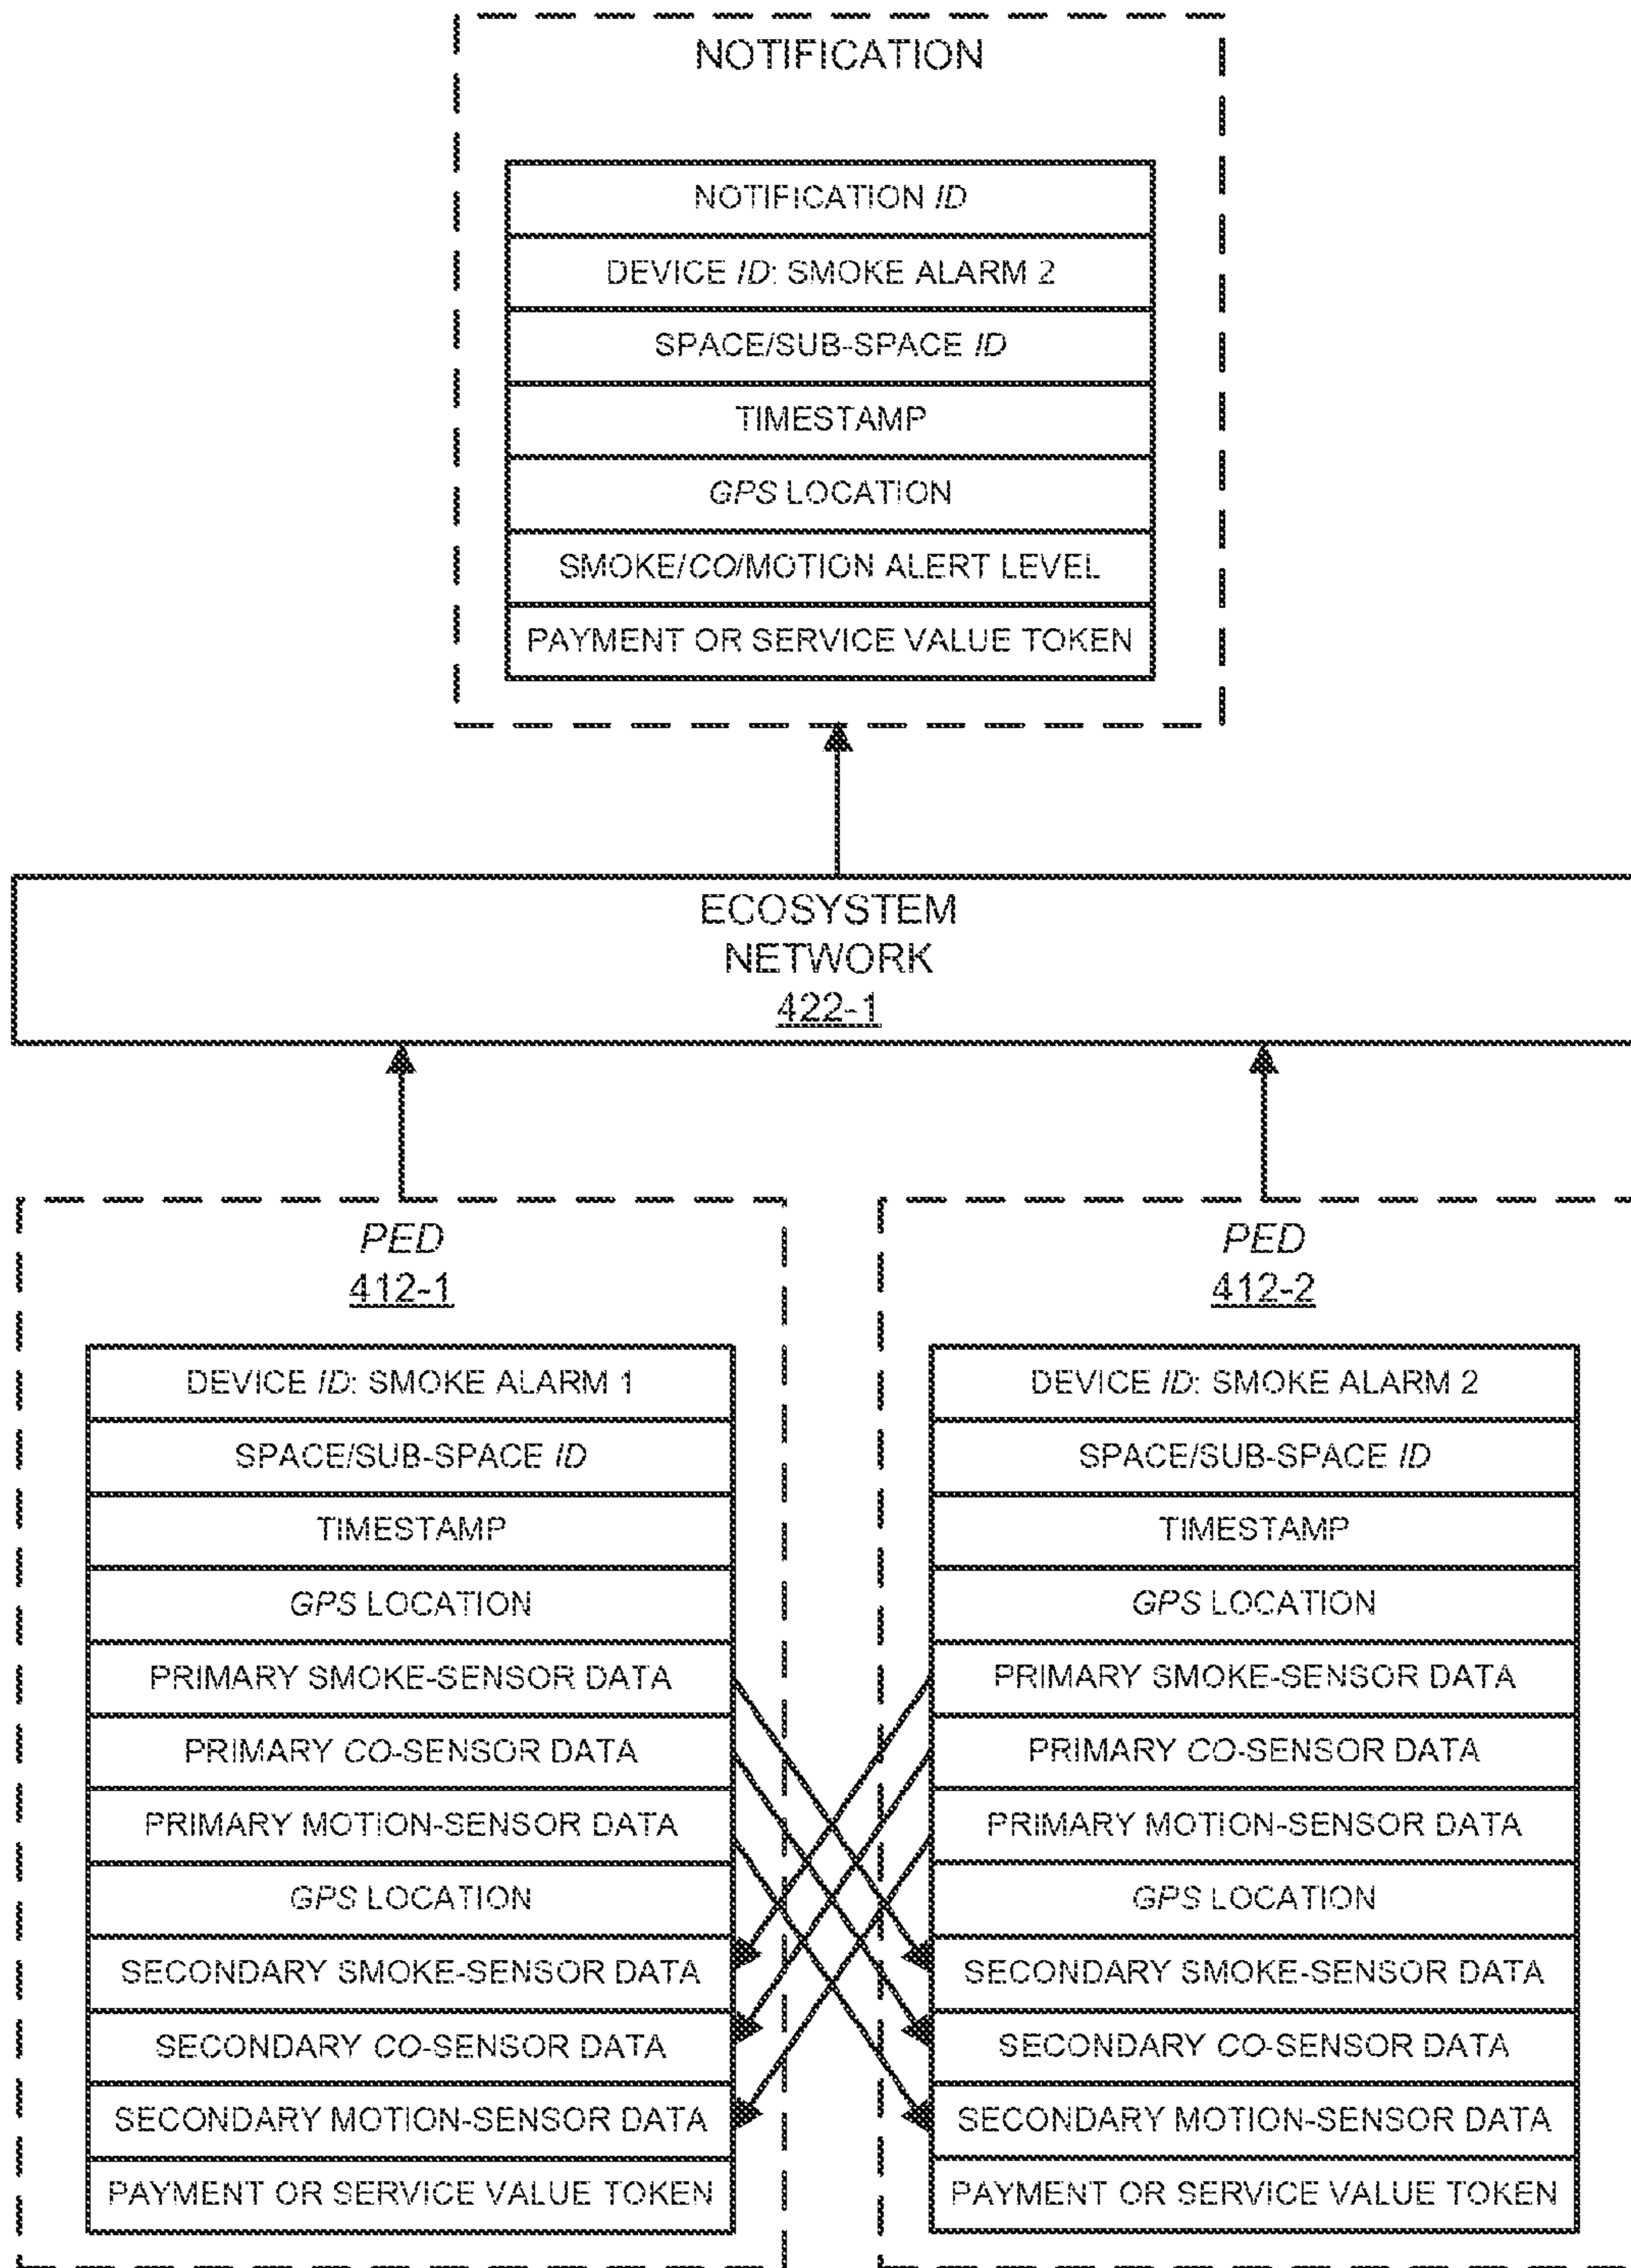 NOTIFICATION
NOTIFICATION ID
DEVICE ID: SMOKE ALARM 2
SPACE/SUB-SPACE ID
TIMESTAMP
GPS LOCATION
SMOKE/CO/MOTION ALERT LEVEL
PAYMENT OR SERVICE VALUE TOKEN
ECOSYSTEM
NETWORK
422-1
PED
412-1
DEVICE ID: SMOKE ALARM 1
SPACE/SUB-SPACE ID
TIMESTAMP
GPS LOCATION
PRIMARY SMOKE-SENSOR DATA
PRIMARY CO-SENSOR DATA
PRIMARY MOTION-SENSOR DATA
GPS LOCATION
SECONDARY SMOKE-SENSOR DATA
SECONDARY CO-SENSOR DATA
SECONDARY MOTION-SENSOR DATA
PAYMENT OR SERVICE VALUE TOKEN
PED
412-2
DEVICE ID: SMOKE ALARM 2
SPACE/SUB-SPACE ID
TIMESTAMP
GPS LOCATION
PRIMARY SMOKE-SENSOR DATA
PRIMARY CO-SENSOR DATA
PRIMARY MOTION-SENSOR DATA
GPS LOCATION
SECONDARY SMOKE-SENSOR DATA
SECONDARY CO-SENSOR DATA
SECONDARY MOTION-SENSOR DATA
PAYMENT OR SERVICE VALUE TOKEN